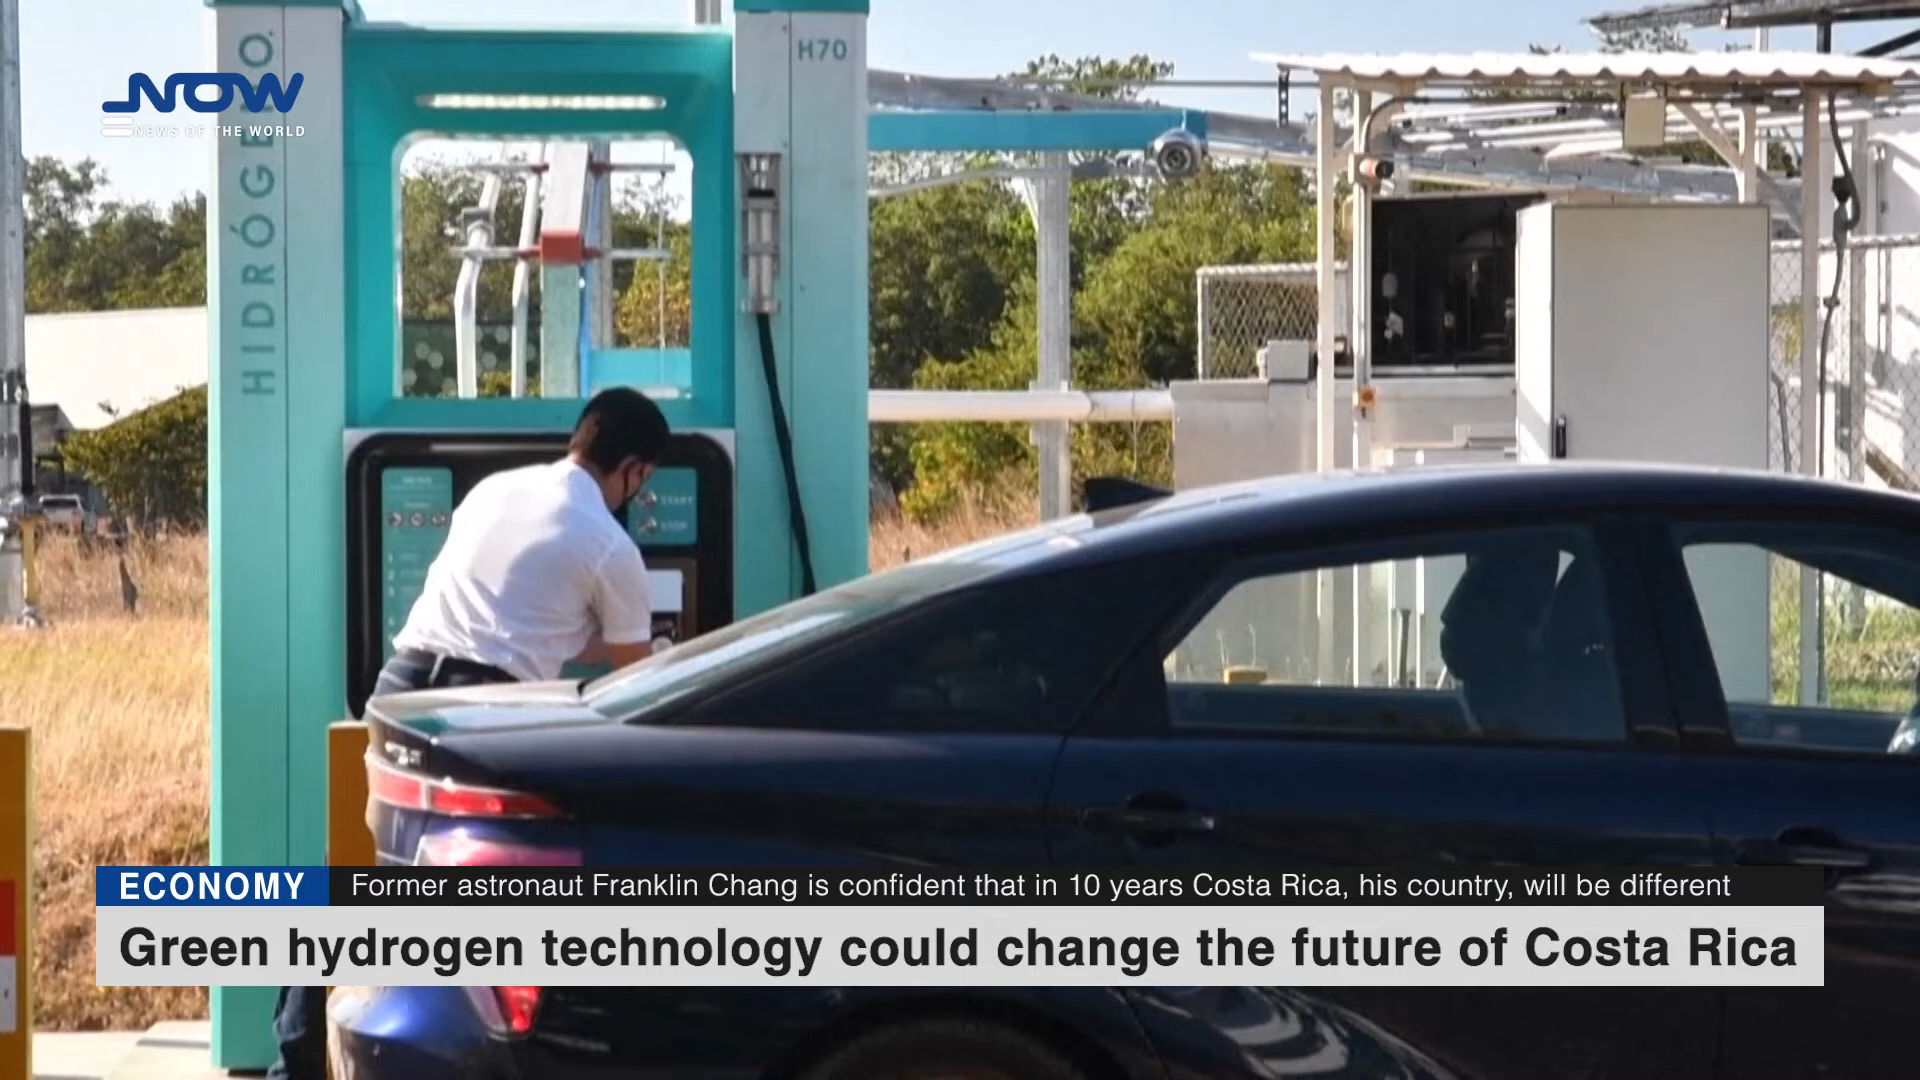 HIDRÓGENO.
H70
NOW
NEWS OF THE WORLD
START
STOP
ECONOMY
Former astronaut Franklin Chang is confident that in 10 years Costa Rica, his country, will be different
Green hydrogen technology could change the future of Costa Rica